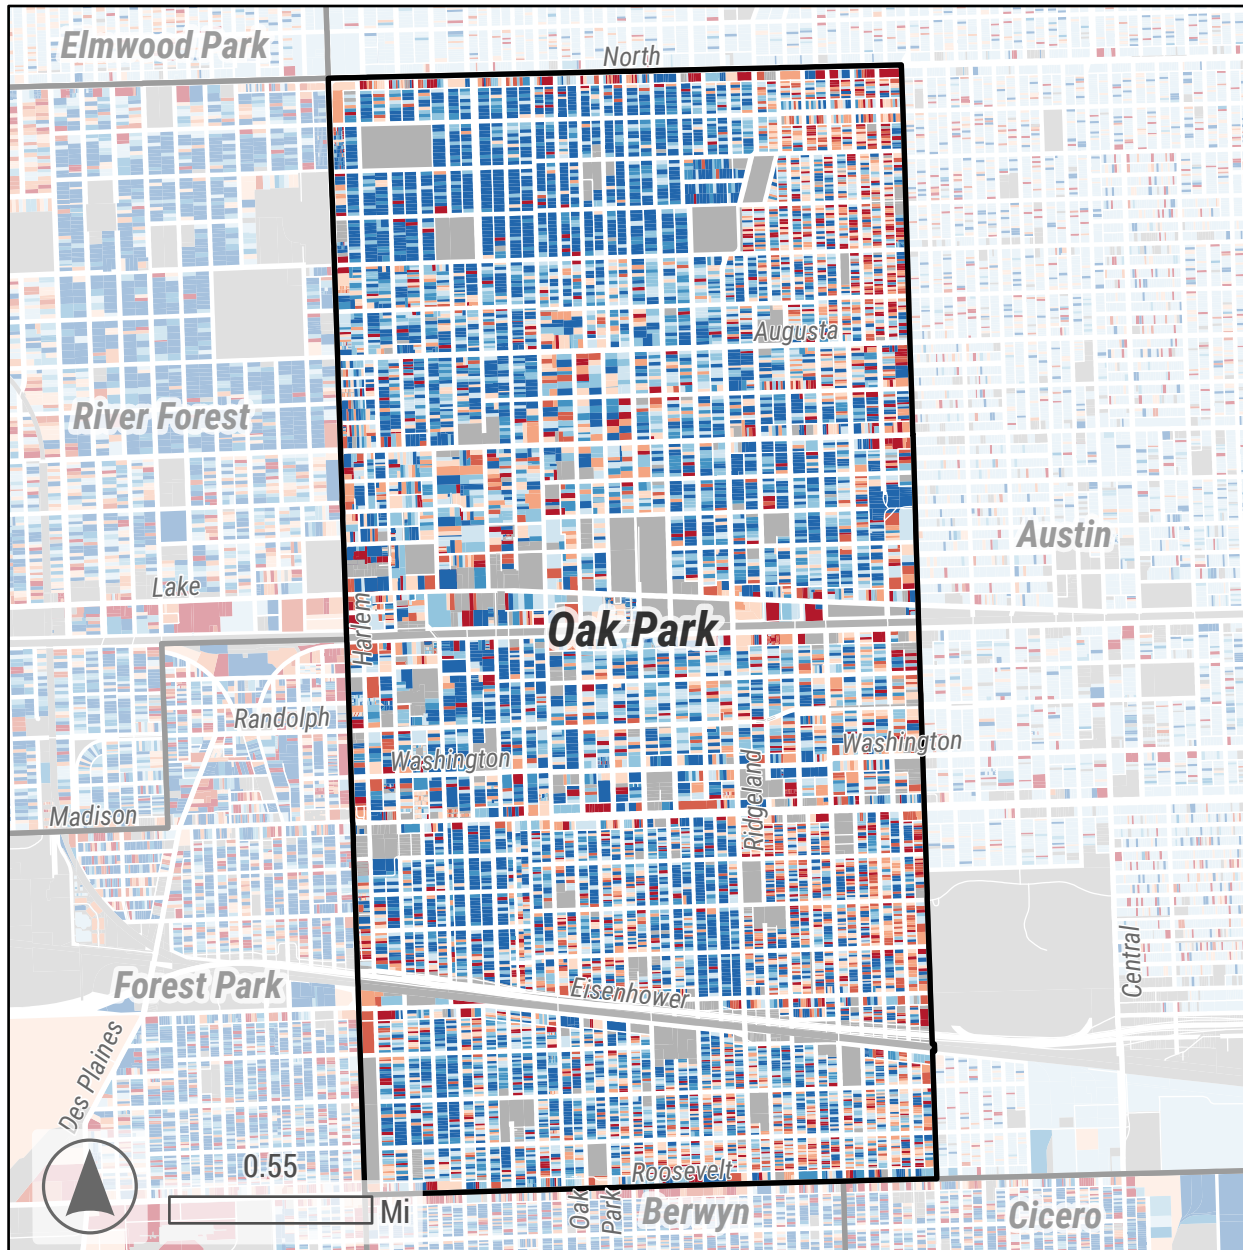 Elmwood Park
North
Augusta
River Forest
Austin
Lake
Harlem
Oak Park
Randolph
Washington
Washington
Ridgeland
Madison
Central
Forest Park
Eisenhower
Des Plaines
0.55
Mi
Roosevelt
Oak
Park
Berwyn
Cicero